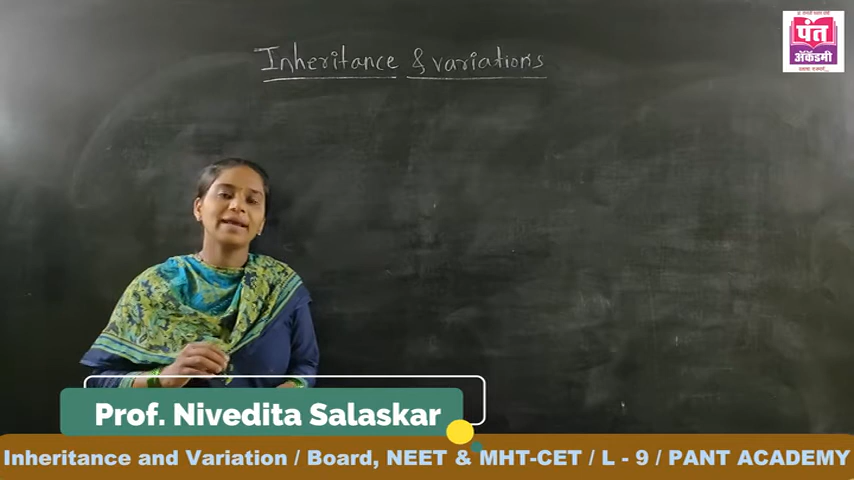 पंत
अ‍ॅकॅडमी
Inheritance & variations
Prof. Nivedita Salaskar
Inheritance and Variation / Board, NEET & MHT-CET / L - 9 / PANT ACADEMY